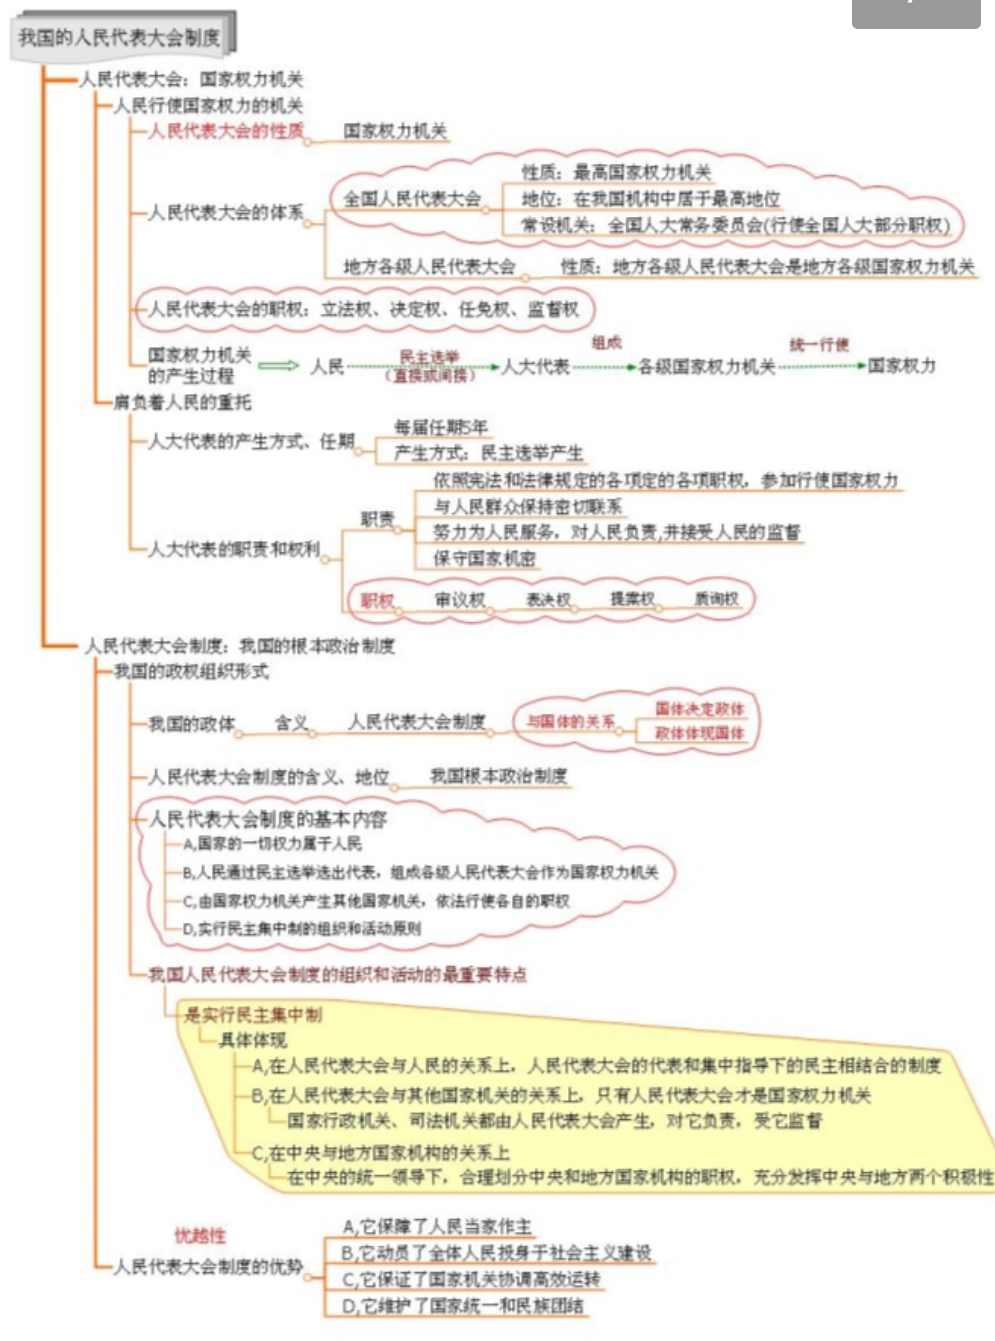 我国的人民代表大会制度
人民代表大会：国家权力机关
人民行使国家权力的机关
人民代表大会的性质
国家权力机关
人民代表大会的体系
全国人民代表大会
性质：最高国家权力机关
地位：在我国机构中居于最高地位
常设机关：全国人大常务委员会(行使全国人大部分职权)
地方各级人民代表大会
性质：地方各级人民代表大会是地方各级国家权力机关
人民代表大会的职权：立法权、决定权、任免权、监督权
国家权力机关
的产生过程
人民
民主选举
（直接或间接）
人大代表
组成
各级国家权力机关
统一行使
国家权力
肩负着人民的重托
人大代表的产生方式、任期
每届任期5年
产生方式：民主选举产生
人大代表的职责和权利
职责
依照宪法和法律规定的各项定的各项职权，参加行使国家权力
与人民群众保持密切联系
努力为人民服务，对人民负责,并接受人民的监督
保守国家机密
职权
审议权
表决权
提案权
质询权
人民代表大会制度：我国的根本政治制度
我国的政权组织形式
我国的政体
含义
人民代表大会制度
与国体的关系
国体决定政体
政体体现国体
人民代表大会制度的含义、地位
我国根本政治制度
人民代表大会制度的基本内容
A,国家的一切权力属于人民
B,人民通过民主选举选出代表，组成各级人民代表大会作为国家权力机关
C,由国家权力机关产生其他国家机关，依法行使各自的职权
D,实行民主集中制的组织和活动原则
我国人民代表大会制度的组织和活动的最重要特点
是实行民主集中制
具体体现
A,在人民代表大会与人民的关系上，人民代表大会的代表和集中指导下的民主相结合的制度
B,在人民代表大会与其他国家机关的关系上，只有人民代表大会才是国家权力机关
国家行政机关、司法机关都由人民代表大会产生，对它负责，受它监督
C,在中央与地方国家机构的关系上
在中央的统一领导下，合理划分中央和地方国家机构的职权，充分发挥中央与地方两个积极性
优越性
人民代表大会制度的优势
A,它保障了人民当家作主
B,它动员了全体人民投身于社会主义建设
C,它保证了国家机关协调高效运转
D,它维护了国家统一和民族团结